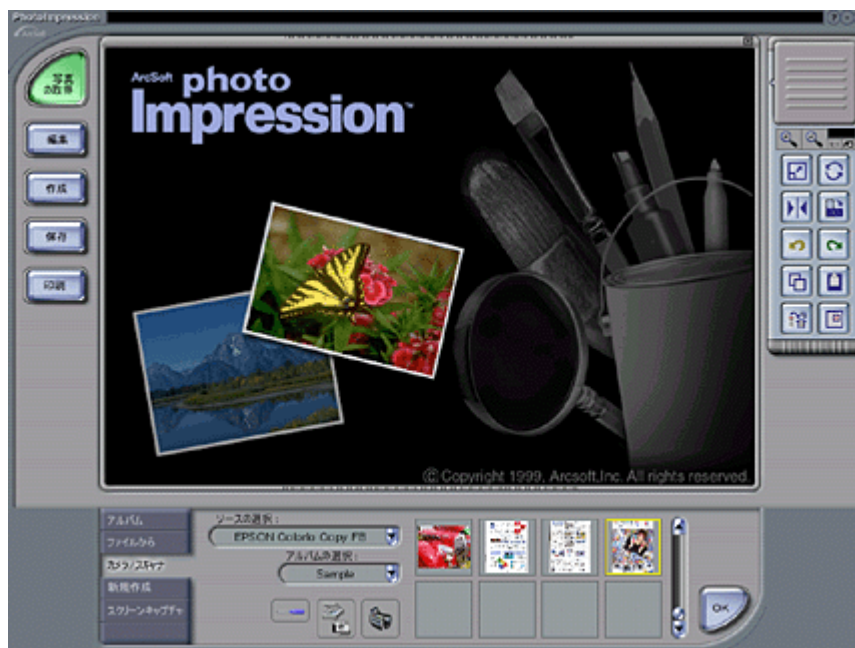 PhotoImpression
ArcSoft
写真
の取得
編集
作成
保存
印刷
ArcSoft photo
Impression™
© Copyright 1999, Arcsoft,Inc. All rights reserved.
アルバム
ファイルから
カメラ/スキャナ
新規作成
スクリーンキャプチャ
ソースの選択:
EPSON Colorio Copy FB
アルバムの選択:
Sample
OK